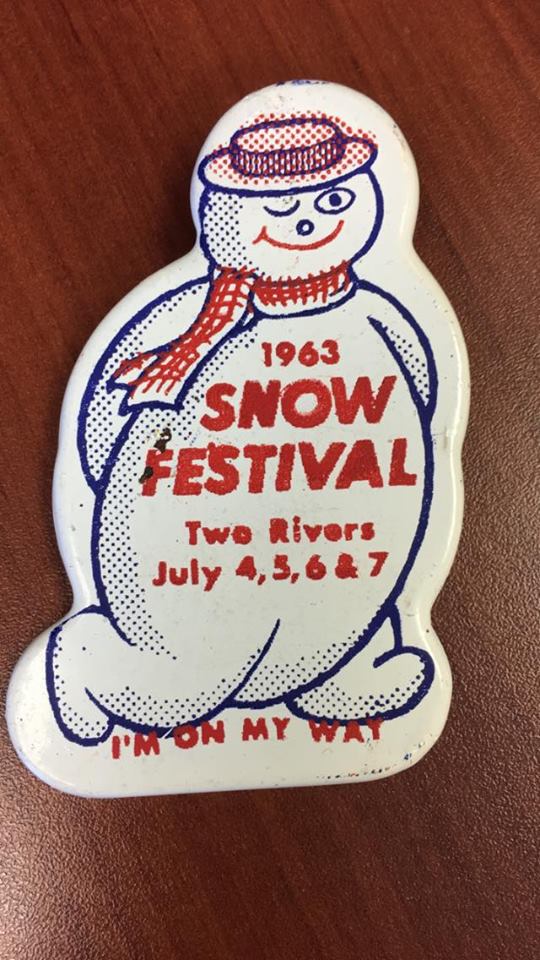 1963
SNOW
FESTIVAL
Two Rivers
July 4,5,6 & 7
I'M ON MY WAY